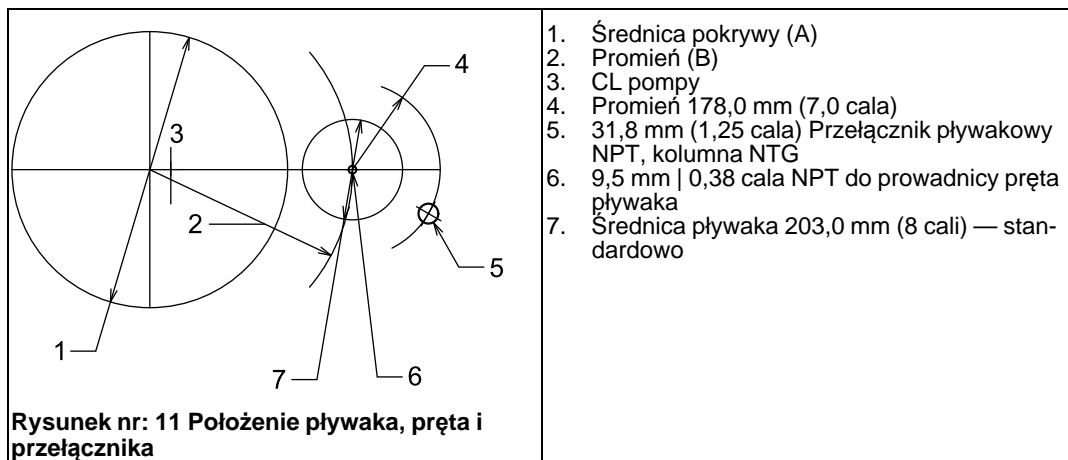 3
4
2
5
1
7
6
Rysunek nr: 11 Położenie pływaka, pręta i
przełącznika
1. Średnica pokrywy (A)
2. Promień (B)
3. CL pompy
4. Promień 178,0 mm (7,0 cala)
5. 31,8 mm (1,25 cala) Przełącznik pływakowy
NPT, kolumna NTG
6. 9,5 mm | 0,38 cala NPT do prowadnicy pręta
pływaka
7. Średnica pływaka 203,0 mm (8 cali) — stan-
dardowo